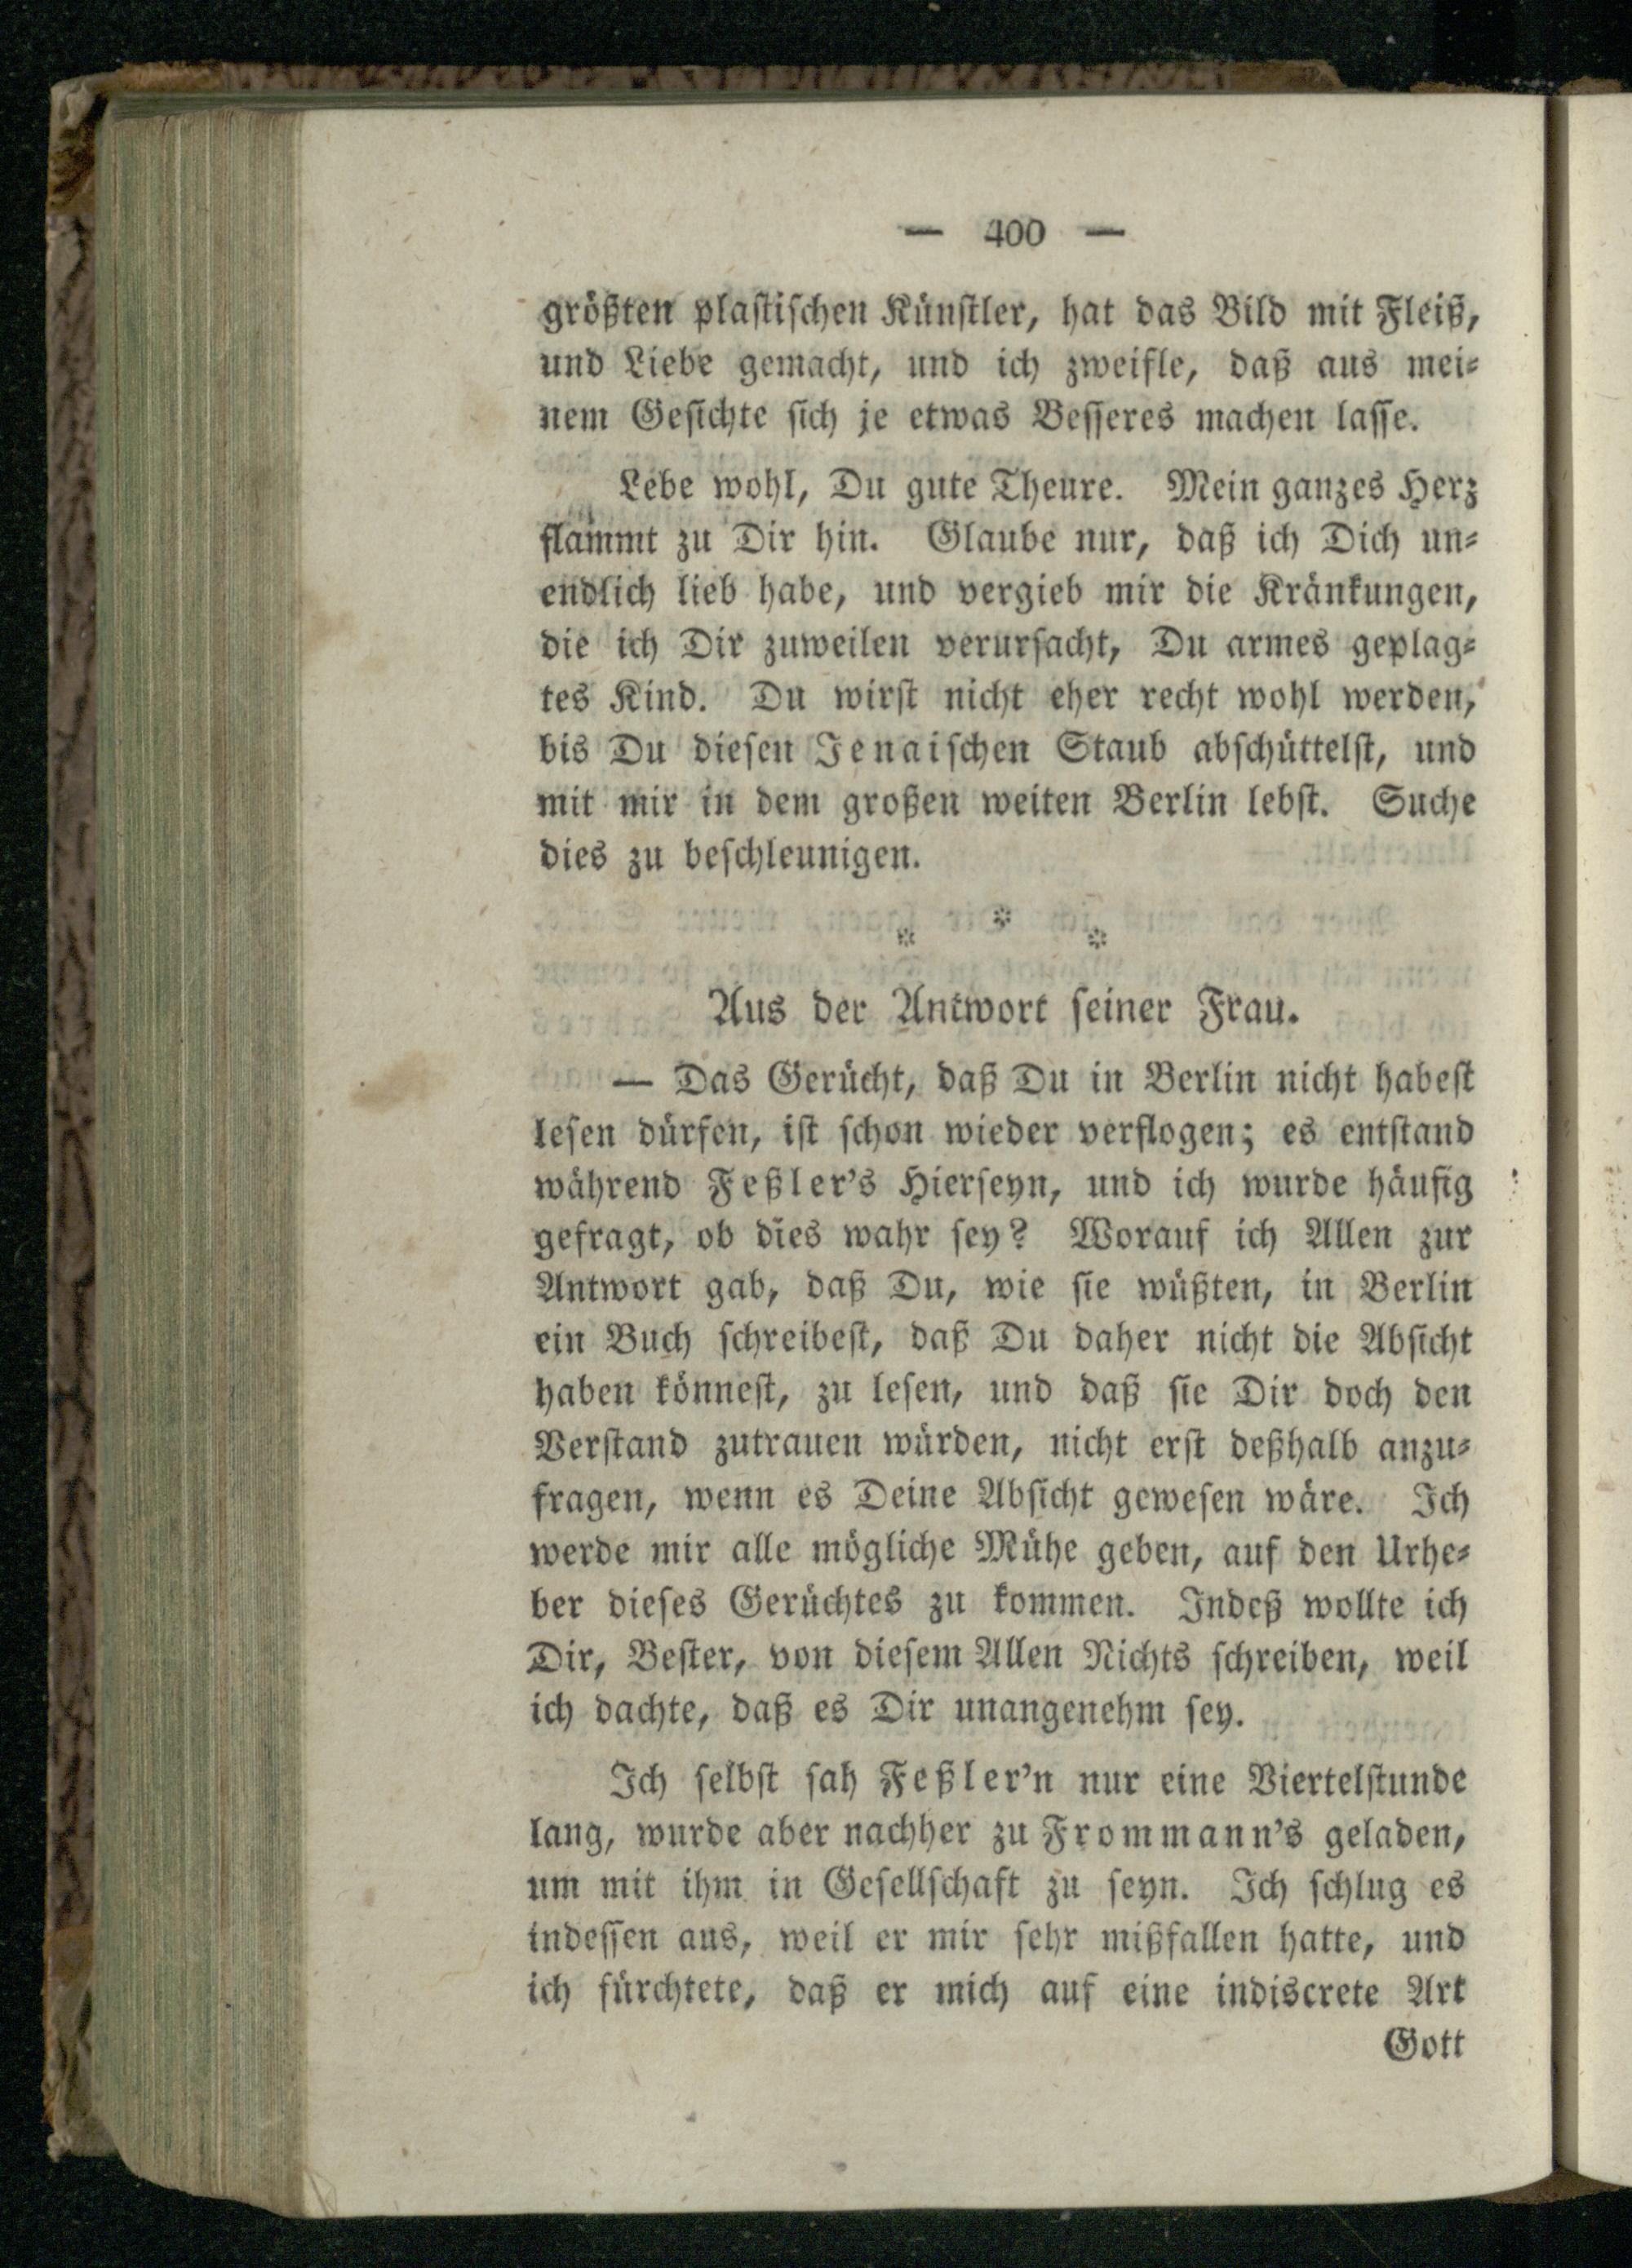 — 400 —
größten plastischen Künstler, hat das Bild mit Fleiß,
und Liebe gemacht, und ich zweifle, daß aus mei-
nem Gesichte sich je etwas Besseres machen lasse.
Lebe wohl, Du gute Theure. Mein ganzes Herz
flammt zu Dir hin. Glaube nur, daß ich Dich un-
endlich lieb habe, und vergieb mir die Kränkungen,
die ich Dir zuweilen verursacht, Du armes geplag-
tes Kind. Du wirst nicht eher recht wohl werden,
bis Du diesen Jenaischen Staub abschüttelst, und
mit mir in dem großen weiten Berlin lebst. Suche
dies zu beschleunigen.
* * *
Aus der Antwort seiner Frau.
— Das Gerücht, daß Du in Berlin nicht habest
lesen dürfen, ist schon wieder verflogen; es entstand
während Feßler's Hierseyn, und ich wurde häufig
gefragt, ob dies wahr sey? Worauf ich Allen zur
Antwort gab, daß Du, wie sie wüßten, in Berlin
ein Buch schreibest, daß Du daher nicht die Absicht
haben könnest, zu lesen, und daß sie Dir doch den
Verstand zutrauen würden, nicht erst deßhalb anzu-
fragen, wenn es Deine Absicht gewesen wäre. Ich
werde mir alle mögliche Mühe geben, auf den Urhe-
ber dieses Gerüchtes zu kommen. Indeß wollte ich
Dir, Bester, von diesem Allen Nichts schreiben, weil
ich dachte, daß es Dir unangenehm sey.
Ich selbst sah Feßler'n nur eine Viertelstunde
lang, wurde aber nachher zu Frommann's geladen,
um mit ihm in Gesellschaft zu seyn. Ich schlug es
indessen aus, weil er mir sehr mißfallen hatte, und
ich fürchtete, daß er mich auf eine indiscrete Art
Gott